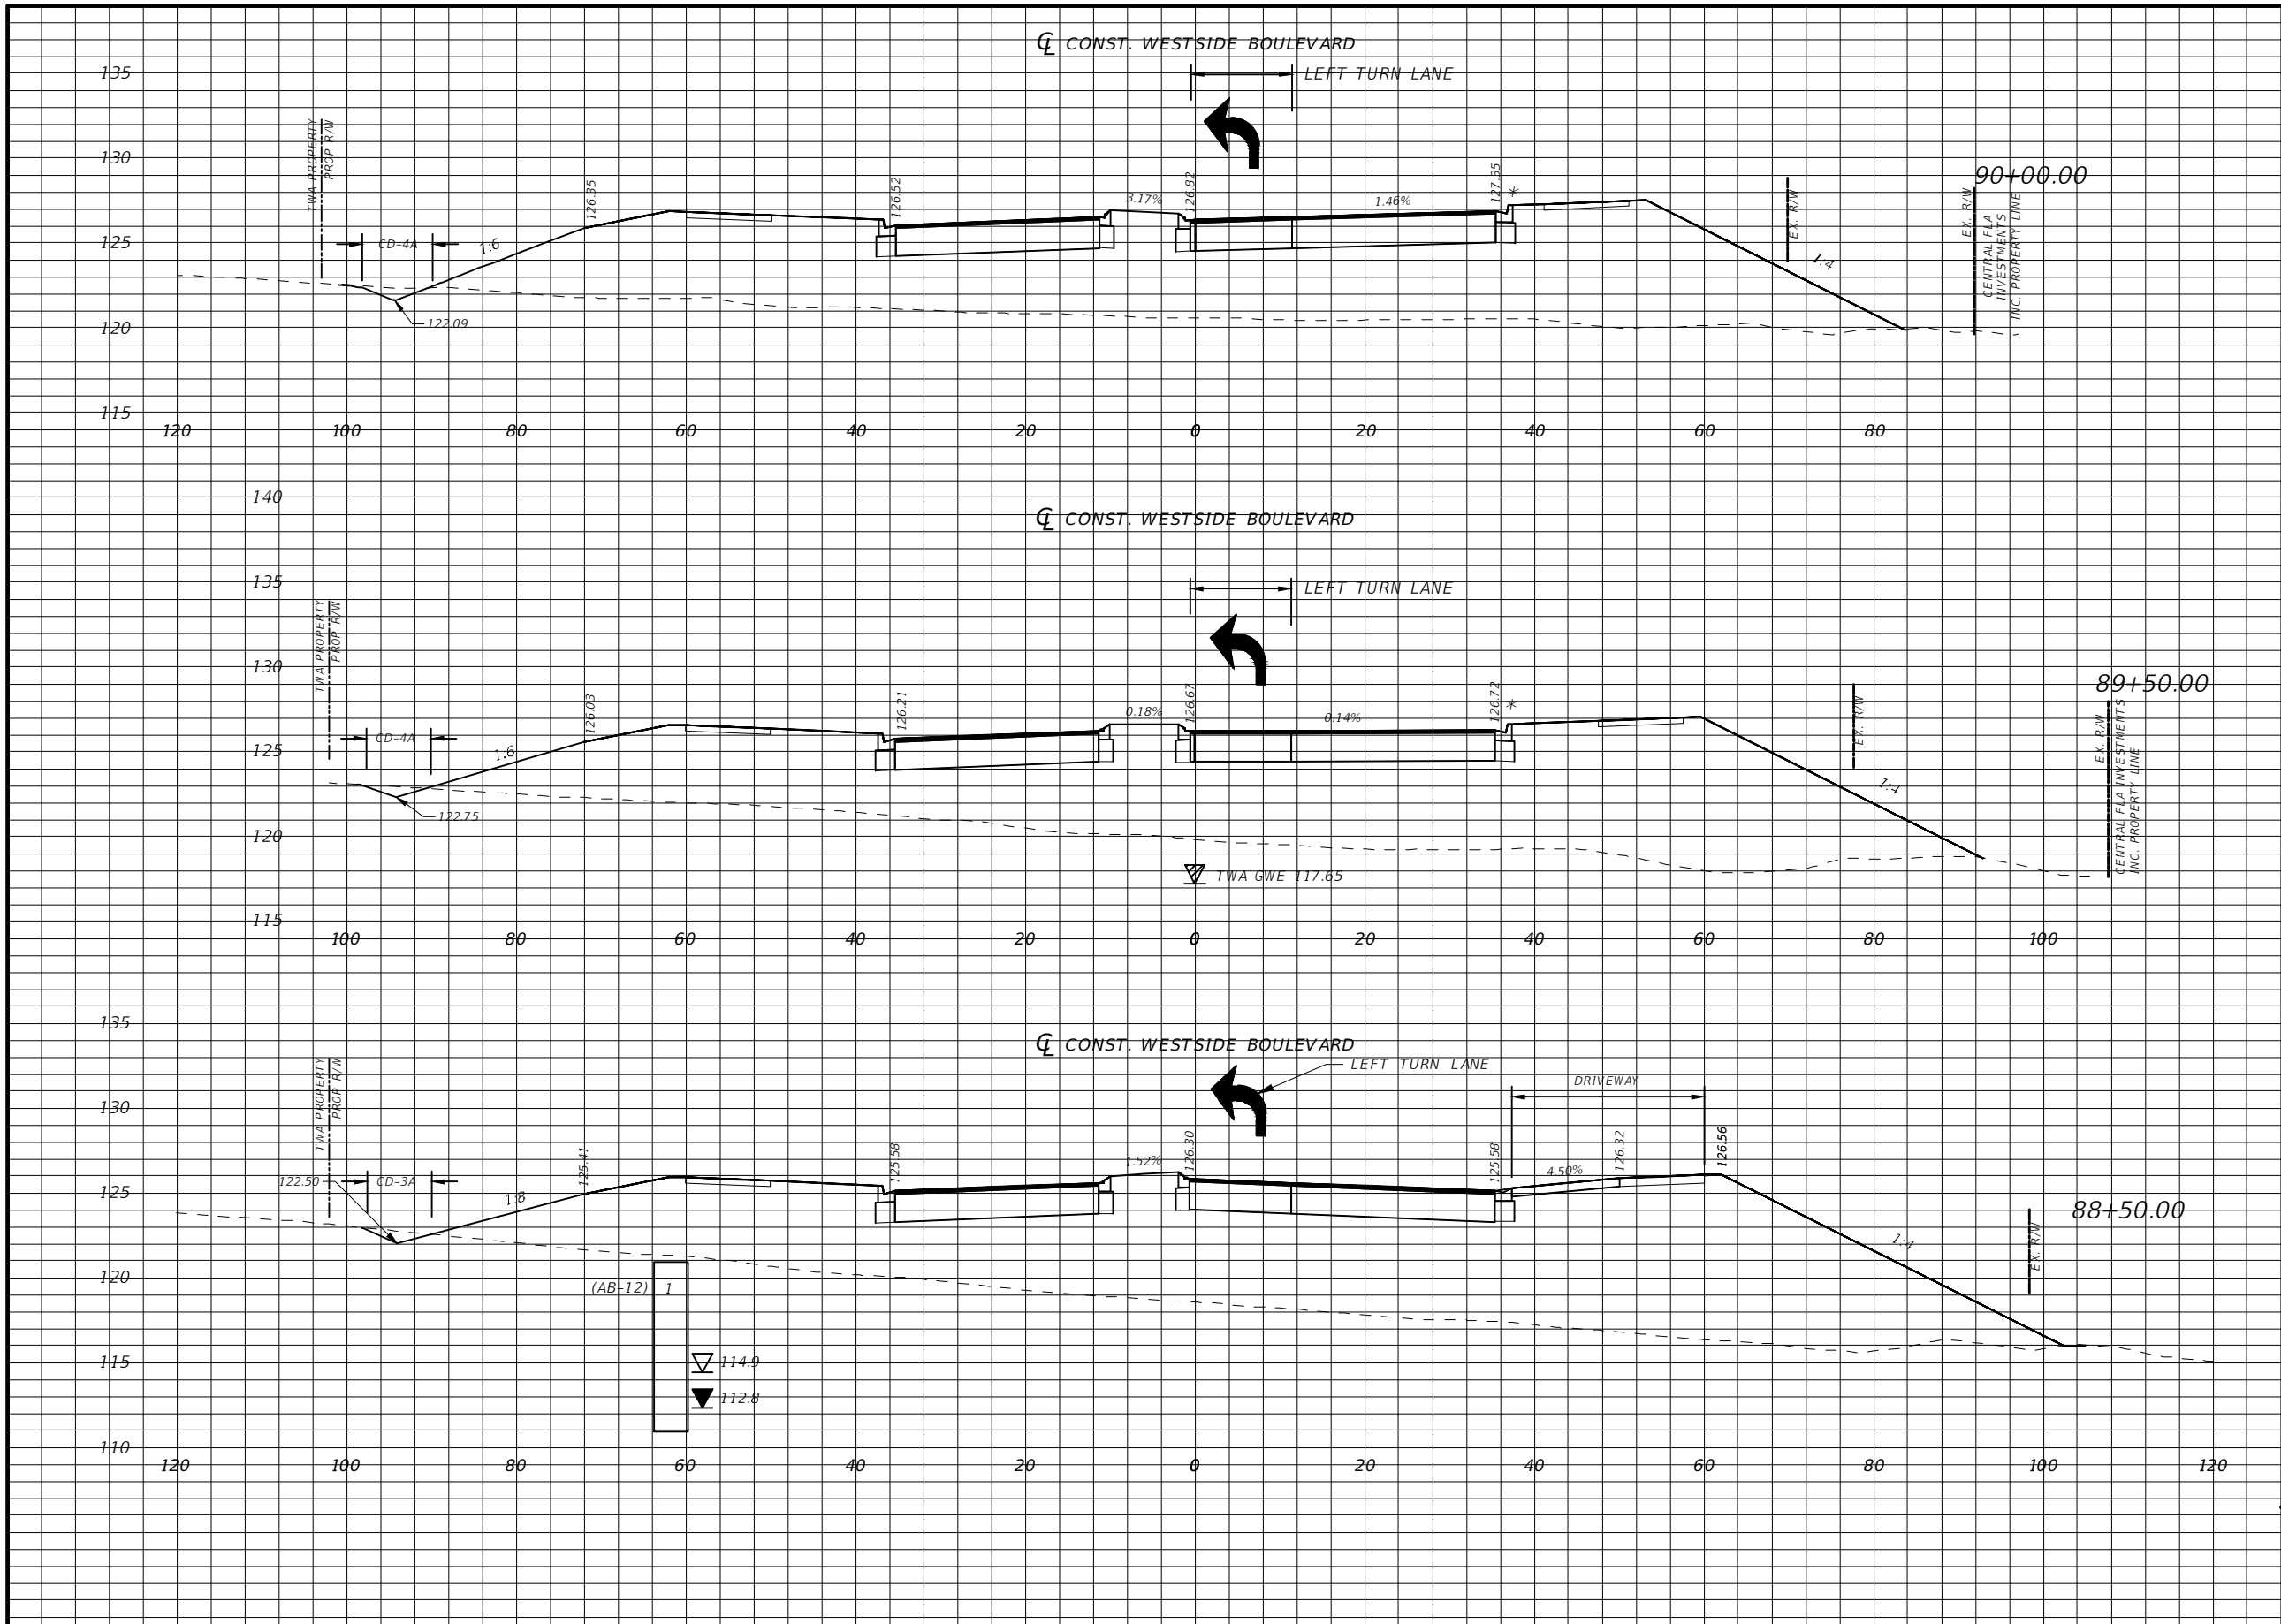 ℄ CONST. WESTSIDE BOULEVARD
LEFT TURN LANE
135
130
125
120
115
TWA PROPERTY
PROP R/W
CD-4A
1:6
122.09
126.35
126.52
3.17%
126.82
1.46%
127.35
*
EX. R/W
1:4
EX. R/W
CENTRAL FLA
INVESTMENTS
INC. PROPERTY LINE
90+00.00
120 100 80 60 40 20 0 20 40 60 80
℄ CONST. WESTSIDE BOULEVARD
LEFT TURN LANE
140
135
130
125
120
115
TWA PROPERTY
PROP R/W
CD-4A
1:6
122.75
126.03
126.21
0.18%
126.67
0.14%
126.72
*
EX. R/W
1:4
EX. R/W
CENTRAL FLA INVESTMENTS
INC. PROPERTY LINE
89+50.00
TWA GWE 117.65
100 80 60 40 20 0 20 40 60 80 100
℄ CONST. WESTSIDE BOULEVARD
LEFT TURN LANE
DRIVEWAY
135
130
125
120
115
110
TWA PROPERTY
PROP R/W
122.50
CD-3A
1:8
125.41
125.58
1.52%
126.30
125.58
4.50%
126.32
126.56
1:4
EX. R/W
88+50.00
(AB-12) 1
114.9
112.8
120 100 80 60 40 20 0 20 40 60 80 100 120